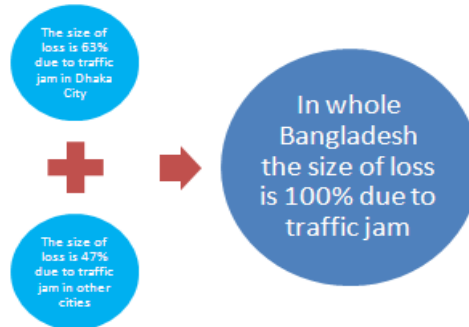 The size of
loss is 63%
due to traffic
jam in Dhaka
City
The size of
loss is 47%
due to traffic
jam in other
cities
In whole
Bangladesh
the size of loss
is 100% due to
traffic jam